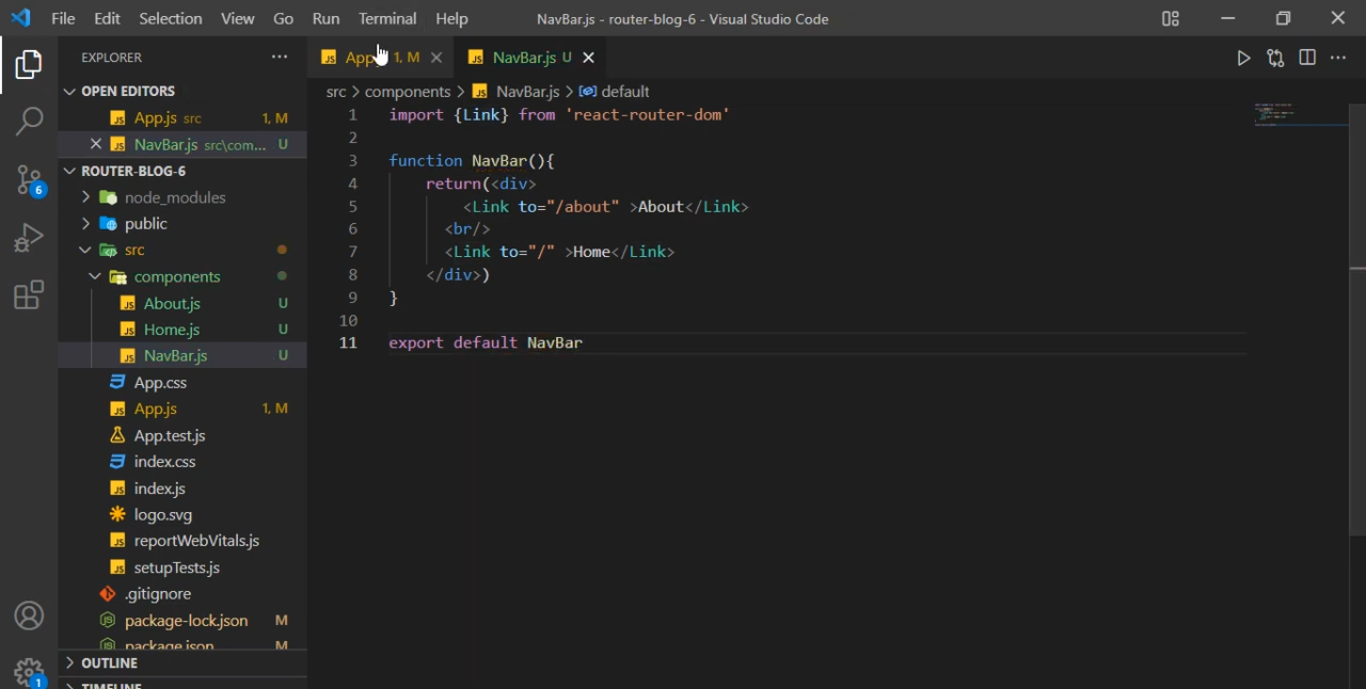 File Edit Selection View Go Run Terminal Help NavBar.js - router-blog-6 - Visual Studio Code
EXPLORER
OPEN EDITORS
App.js src 1, M
NavBar.js src\com... U
ROUTER-BLOG-6
node_modules
public
src
components
About.js U
Home.js U
NavBar.js U
App.css
App.js 1, M
App.test.js
index.css
index.js
logo.svg
reportWebVitals.js
setupTests.js
.gitignore
package-lock.json M
package.json M
OUTLINE
TIMELINE
6
1
App 1, M NavBar.js U
src > components > NavBar.js > default
1 import {Link} from 'react-router-dom'
2
3 function NavBar(){
4 return(<div>
5 <Link to="/about" >About</Link>
6 <br/>
7 <Link to="/" >Home</Link>
8 </div>)
9 }
10
11 export default NavBar